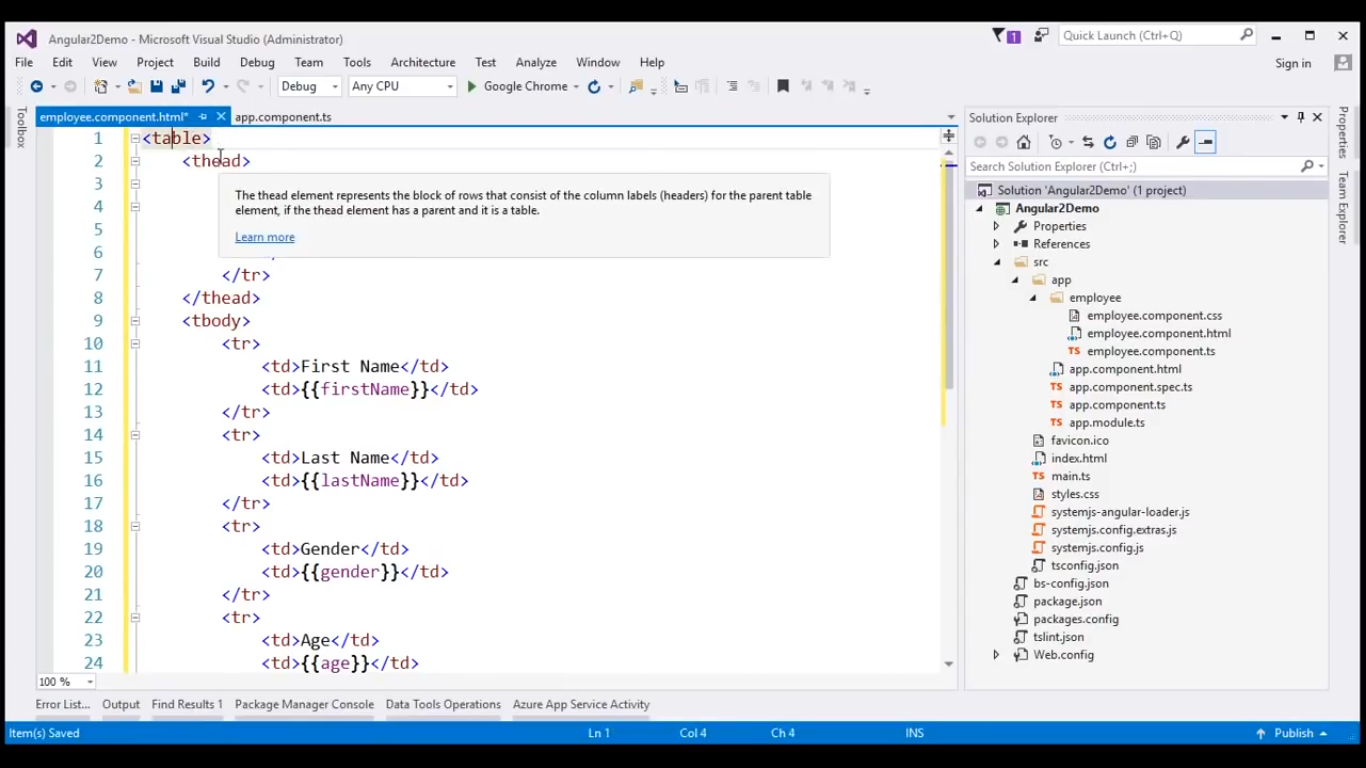 Angular2Demo - Microsoft Visual Studio (Administrator)
1
Quick Launch (Ctrl+Q)
File Edit View Project Build Debug Team Tools Architecture Test Analyze Window Help
Sign in
Debug Any CPU Google Chrome
employee.component.html* app.component.ts
Toolbox
1 <table>
2 <thead>
The thead element represents the block of rows that consist of the column labels (headers) for the parent table
element, if the thead element has a parent and it is a table.
Learn more
3
4
5
6
7 </tr>
8 </thead>
9 <tbody>
10 <tr>
11 <td>First Name</td>
12 <td>{{firstName}}</td>
13 </tr>
14 <tr>
15 <td>Last Name</td>
16 <td>{{lastName}}</td>
17 </tr>
18 <tr>
19 <td>Gender</td>
20 <td>{{gender}}</td>
21 </tr>
22 <tr>
23 <td>Age</td>
24 <td>{{age}}</td>
100 %
Solution Explorer
Search Solution Explorer (Ctrl+;)
Solution 'Angular2Demo' (1 project)
Angular2Demo
Properties
References
src
app
employee
employee.component.css
employee.component.html
TS employee.component.ts
app.component.html
TS app.component.spec.ts
TS app.component.ts
TS app.module.ts
favicon.ico
index.html
TS main.ts
styles.css
systemjs-angular-loader.js
systemjs.config.extras.js
systemjs.config.js
tsconfig.json
bs-config.json
package.json
packages.config
tslint.json
Web.config
Properties
Team Explorer
Error List... Output Find Results 1 Package Manager Console Data Tools Operations Azure App Service Activity
Item(s) Saved Ln 1 Col 4 Ch 4 INS Publish